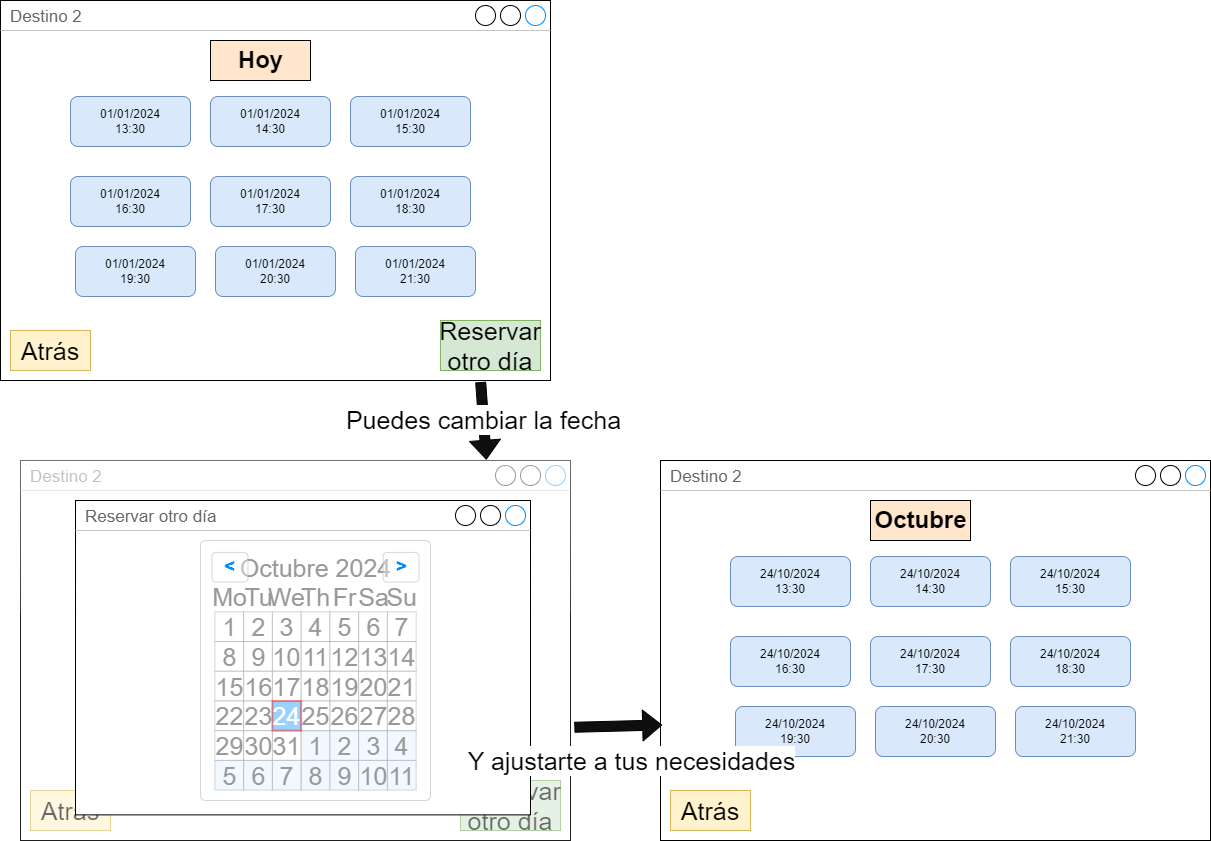 Destino 2
Hoy
01/01/2024
13:30
01/01/2024
14:30
01/01/2024
15:30
01/01/2024
16:30
01/01/2024
17:30
01/01/2024
18:30
01/01/2024
19:30
01/01/2024
20:30
01/01/2024
21:30
Atrás
Reservar
otro día
Puedes cambiar la fecha
Destino 2
Reservar otro día
< Octubre 2024 >
Mo Tu We Th Fr Sa Su
1 2 3 4 5 6 7
8 9 10 11 12 13 14
15 16 17 18 19 20 21
22 23 24 25 26 27 28
29 30 31 1 2 3 4
5 6 7 8 9 10 11
Atrás
var
otro día
Y ajustarte a tus necesidades
Destino 2
Octubre
24/10/2024
13:30
24/10/2024
14:30
24/10/2024
15:30
24/10/2024
16:30
24/10/2024
17:30
24/10/2024
18:30
24/10/2024
19:30
24/10/2024
20:30
24/10/2024
21:30
Atrás